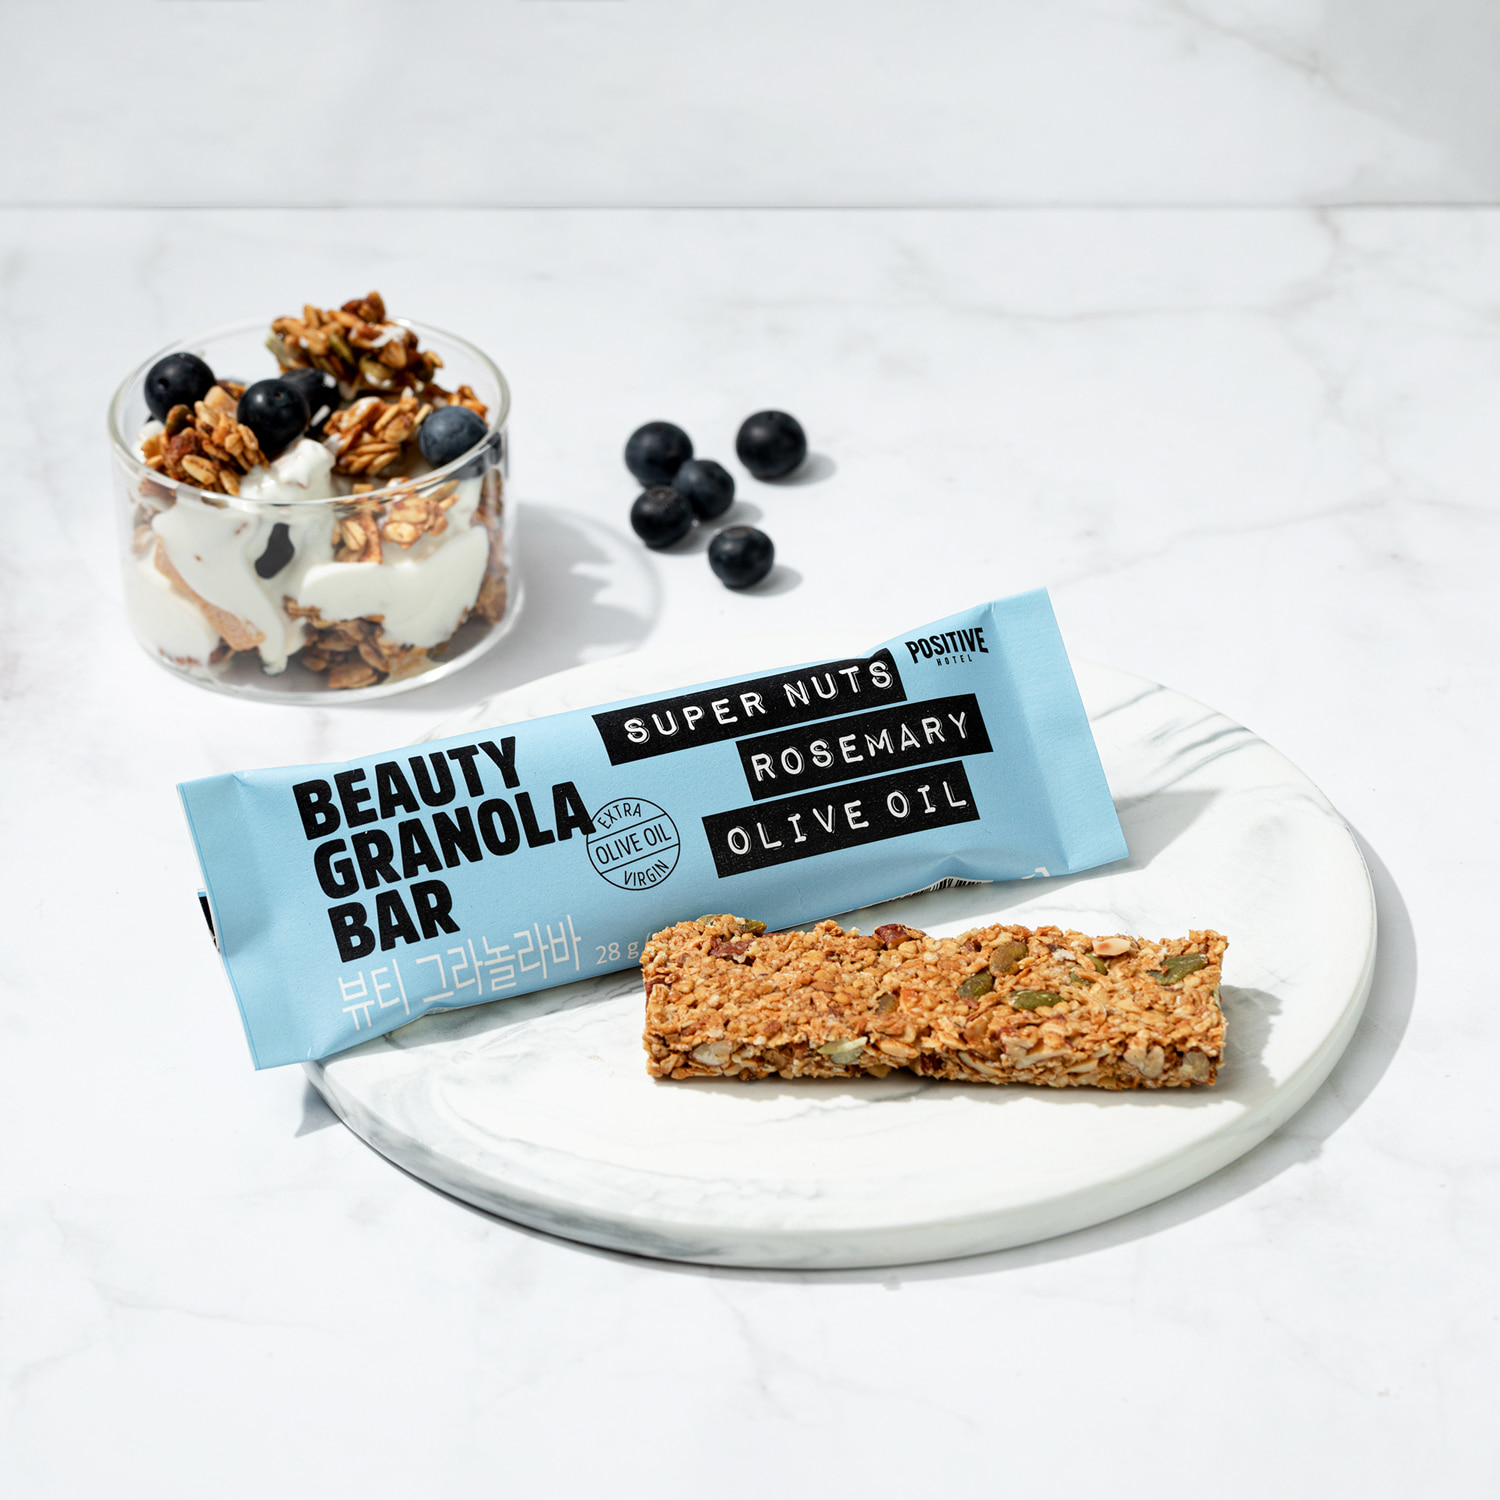 POSITIVE
HOTEL
SUPER NUTS
ROSEMARY
OLIVE OIL
BEAUTY
GRANOLA
BAR
EXTRA
OLIVE OIL
VIRGIN
뷰티 그래놀라바
28 g